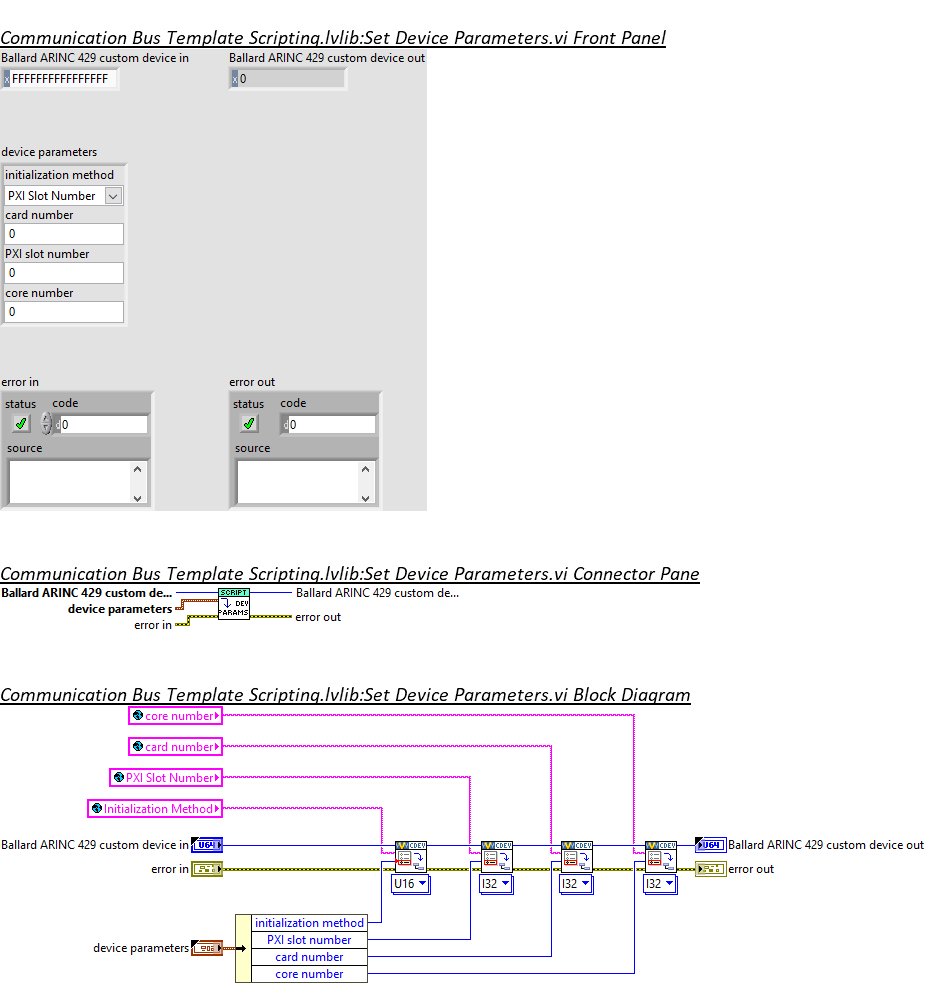 Communication Bus Template Scripting.lvlib:Set Device Parameters.vi Front Panel
Ballard ARINC 429 custom device in
Ballard ARINC 429 custom device out
x FFFFFFFFFFFFFFFF
x 0
device parameters
initialization method
PXI Slot Number
card number
0
PXI slot number
0
core number
0
error in
error out
status code
status code
d 0
d 0
source
source
Communication Bus Template Scripting.lvlib:Set Device Parameters.vi Connector Pane
Ballard ARINC 429 custom de...
SCRIPT
Ballard ARINC 429 custom de...
device parameters
DEV
PARAMS
error in
error out
Communication Bus Template Scripting.lvlib:Set Device Parameters.vi Block Diagram
core number
card number
PXI Slot Number
Initialization Method
Ballard ARINC 429 custom device in
U64
CDEV
CDEV
CDEV
CDEV
U64
Ballard ARINC 429 custom device out
error in
error out
U16
I32
I32
I32
initialization method
PXI slot number
device parameters
card number
core number